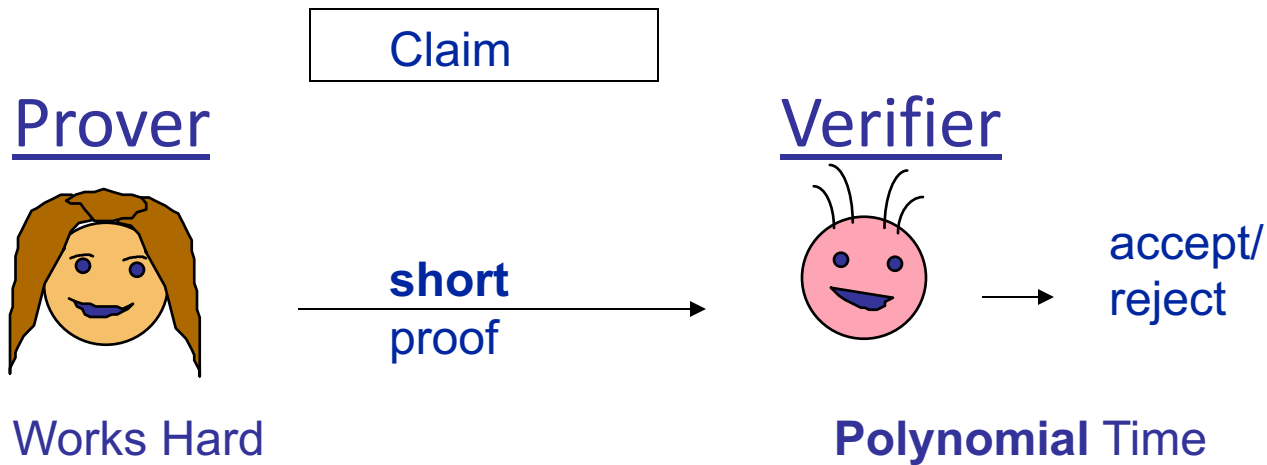 Claim
Prover
Verifier
short
proof
accept/
reject
Works Hard
Polynomial Time